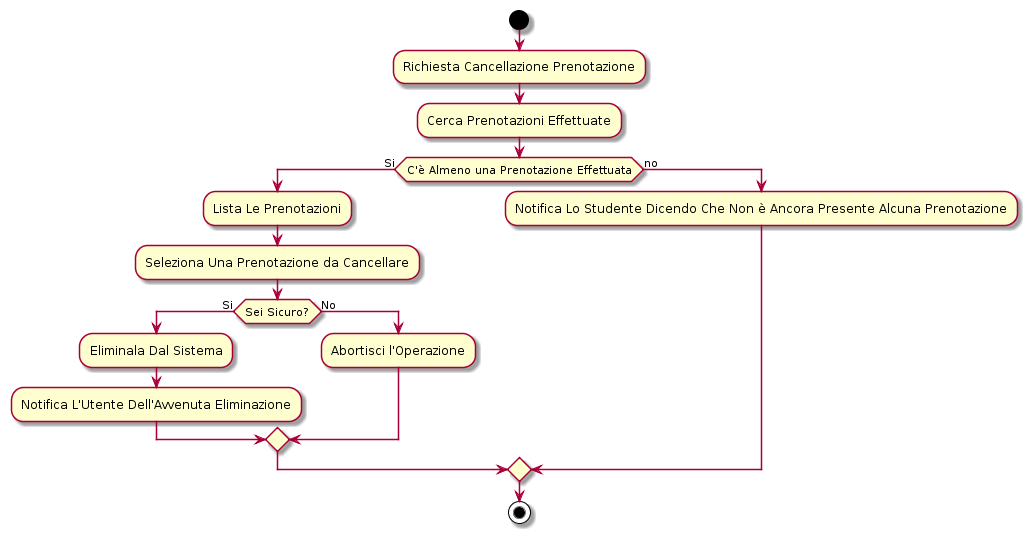 Richiesta Cancellazione Prenotazione
Cerca Prenotazioni Effettuate
Si
C'è Almeno una Prenotazione Effettuata
no
Lista Le Prenotazioni
Notifica Lo Studente Dicendo Che Non è Ancora Presente Alcuna Prenotazione
Seleziona Una Prenotazione da Cancellare
Si
Sei Sicuro?
No
Eliminala Dal Sistema
Abortisci l'Operazione
Notifica L'Utente Dell'Avvenuta Eliminazione